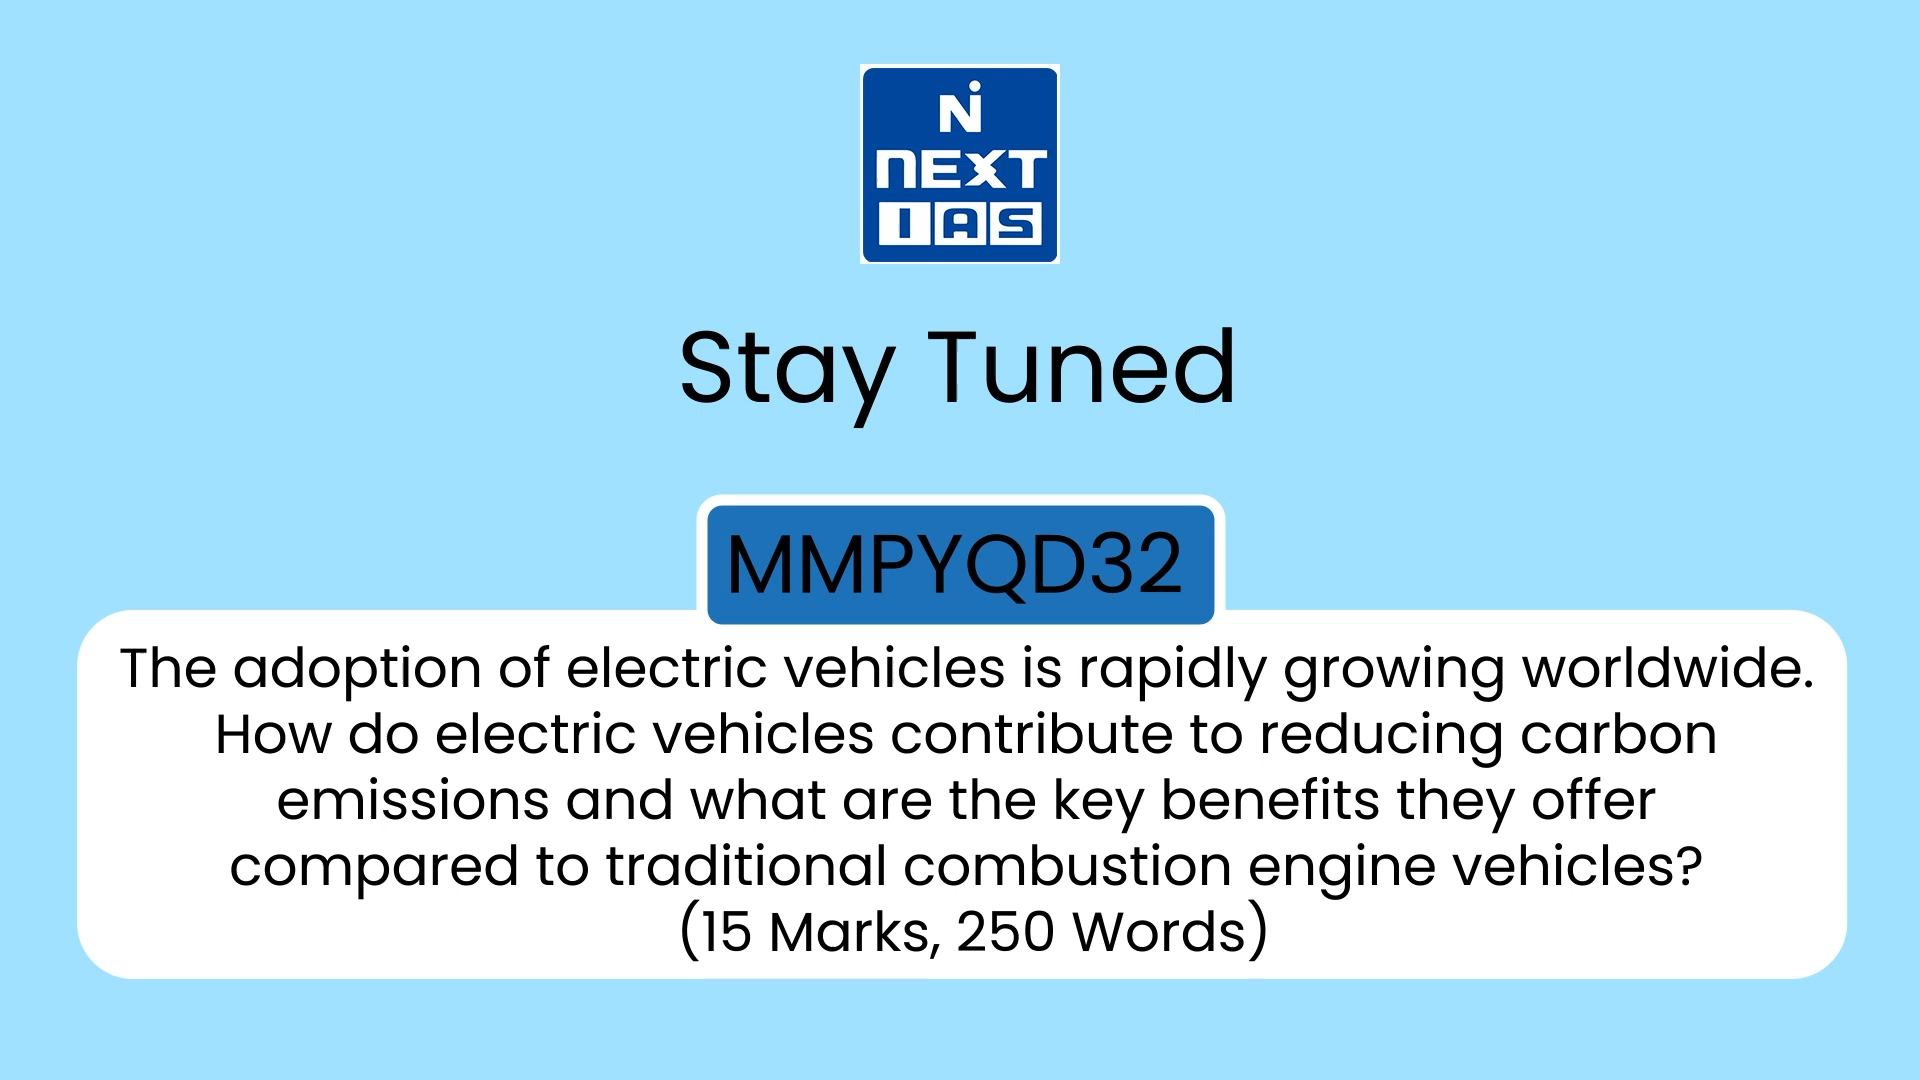 Ni
NEXT
IAS
Stay Tuned
MMPYQD32
The adoption of electric vehicles is rapidly growing worldwide.
How do electric vehicles contribute to reducing carbon
emissions and what are the key benefits they offer
compared to traditional combustion engine vehicles?
(15 Marks, 250 Words)